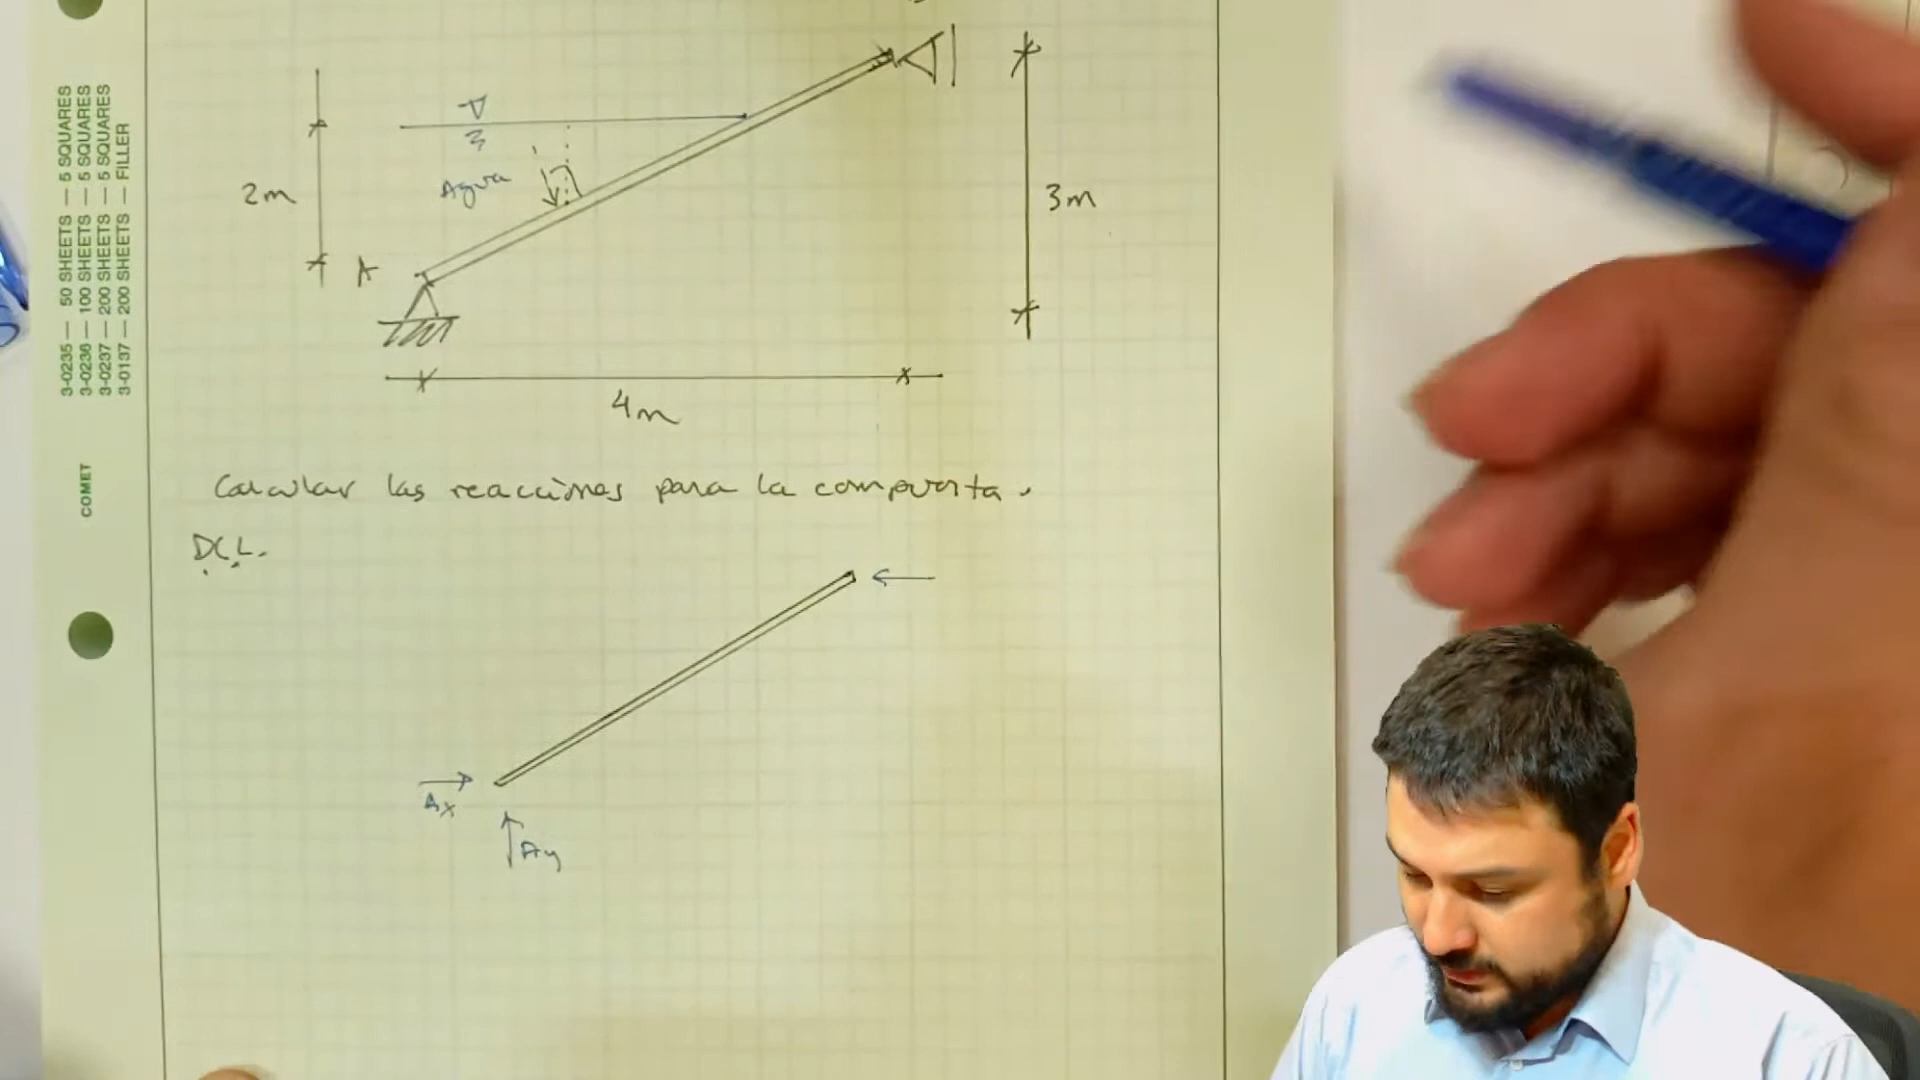 3-0235 — 50 SHEETS — 5 SQUARES
3-0236 — 100 SHEETS — 5 SQUARES
3-0237 — 200 SHEETS — 5 SQUARES
3-0137 — 200 SHEETS — FILLER
COMET
2m
Agua
A
3m
4m
Calcular las reacciones para la compuerta.
D.C.L.
Ax
Ay